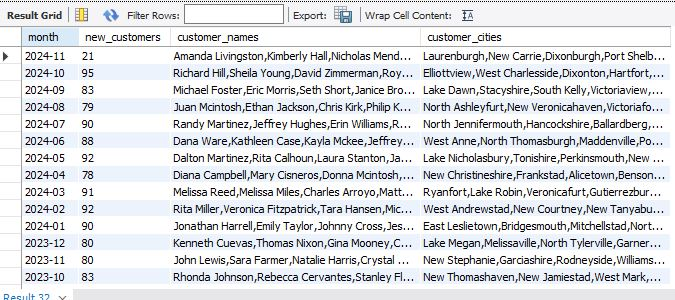 Result Grid Filter Rows: Export: Wrap Cell Content:
month new_customers customer_names customer_cities
2024-11 21 Amanda Livingston,Kimberly Hall,Nicholas Mend... Laurenburgh,New Carrie,Dixonburgh,Port Shelb...
2024-10 95 Richard Hill,Sheila Young,David Zimmerman,Roy... Elliottview,West Charlesside,Dixonton,Hartfort,...
2024-09 83 Michael Foster,Eric Morris,Seth Short,Janice Bro... Lake Dawn,Stacyshire,South Kelly,Victoriaview,...
2024-08 79 Juan Mcintosh,Ethan Jackson,Chris Kirk,Philip K... North Ashleyfurt,New Veronicahaven,Victoriafo...
2024-07 90 Randy Martinez,Jeffrey Hughes,Erin Williams,R... North Jennifermouth,Hancockshire,Ballardberg,...
2024-06 88 Dana Ware,Kathleen Case,Kayla Mckee,Jeffrey ... West Anne,North Thomasburgh,Maddenville,Po...
2024-05 92 Dalton Martinez,Rita Calhoun,Laura Stanton,Ja... Lake Nicholasbury,Tonishire,Perkinsmouth,New ...
2024-04 78 Diana Campbell,Mary Cisneros,Donna Mcintosh,... New Christineshire,Frankstad,Alicetown,Benson...
2024-03 91 Melissa Reed,Melissa Miles,Charles Arroyo,Matt... Ryanfort,Lake Robin,Veronicafurt,Gutierrezbur...
2024-02 92 Rita Miller,Veronica Fitzpatrick,Tara Hansen,Mic... West Andrewstad,New Courtney,New Tanyabu...
2024-01 90 Jonathan Harrell,Emily Taylor,Johnny Cross,Jes... East Leslietown,Bridgesmouth,Mitchellstad,Nort...
2023-12 80 Kenneth Cuevas,Thomas Nixon,Gina Mooney,C... Lake Megan,Melissaville,North Tylerville,Garner...
2023-11 80 John Lewis,Sara Farmer,Natalie Harris,Crystal ... New Stephanie,Garciashire,Rodneyside,Williams...
2023-10 83 Rhonda Johnson,Rebecca Cervantes,Stanley Fl... New Thomashaven,New Jamiestad,West Mark,...
Result 32